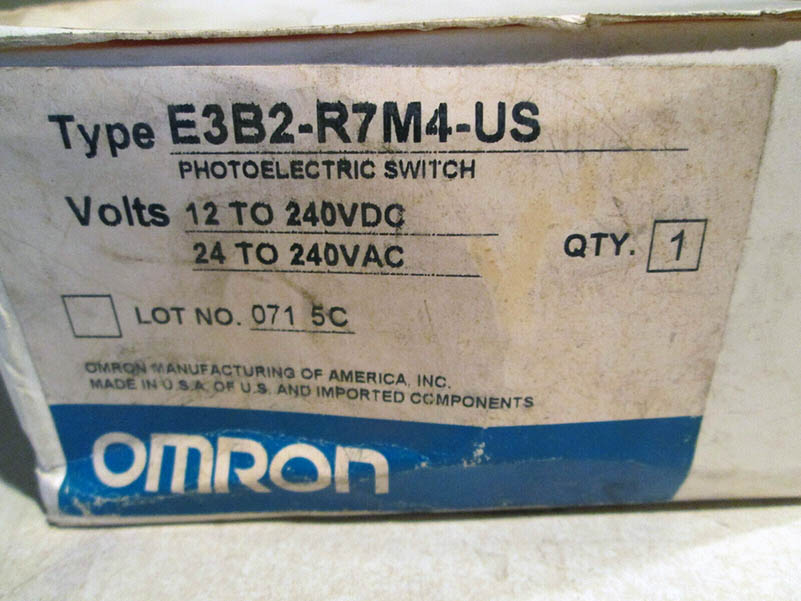 Type E3B2-R7M4-US
PHOTOELECTRIC SWITCH
Volts 12 TO 240VDC
24 TO 240VAC
QTY. 1
LOT NO. 071 5C
OMRON MANUFACTURING OF AMERICA, INC.
MADE IN U.S.A. OF U.S. AND IMPORTED COMPONENTS
OMRON